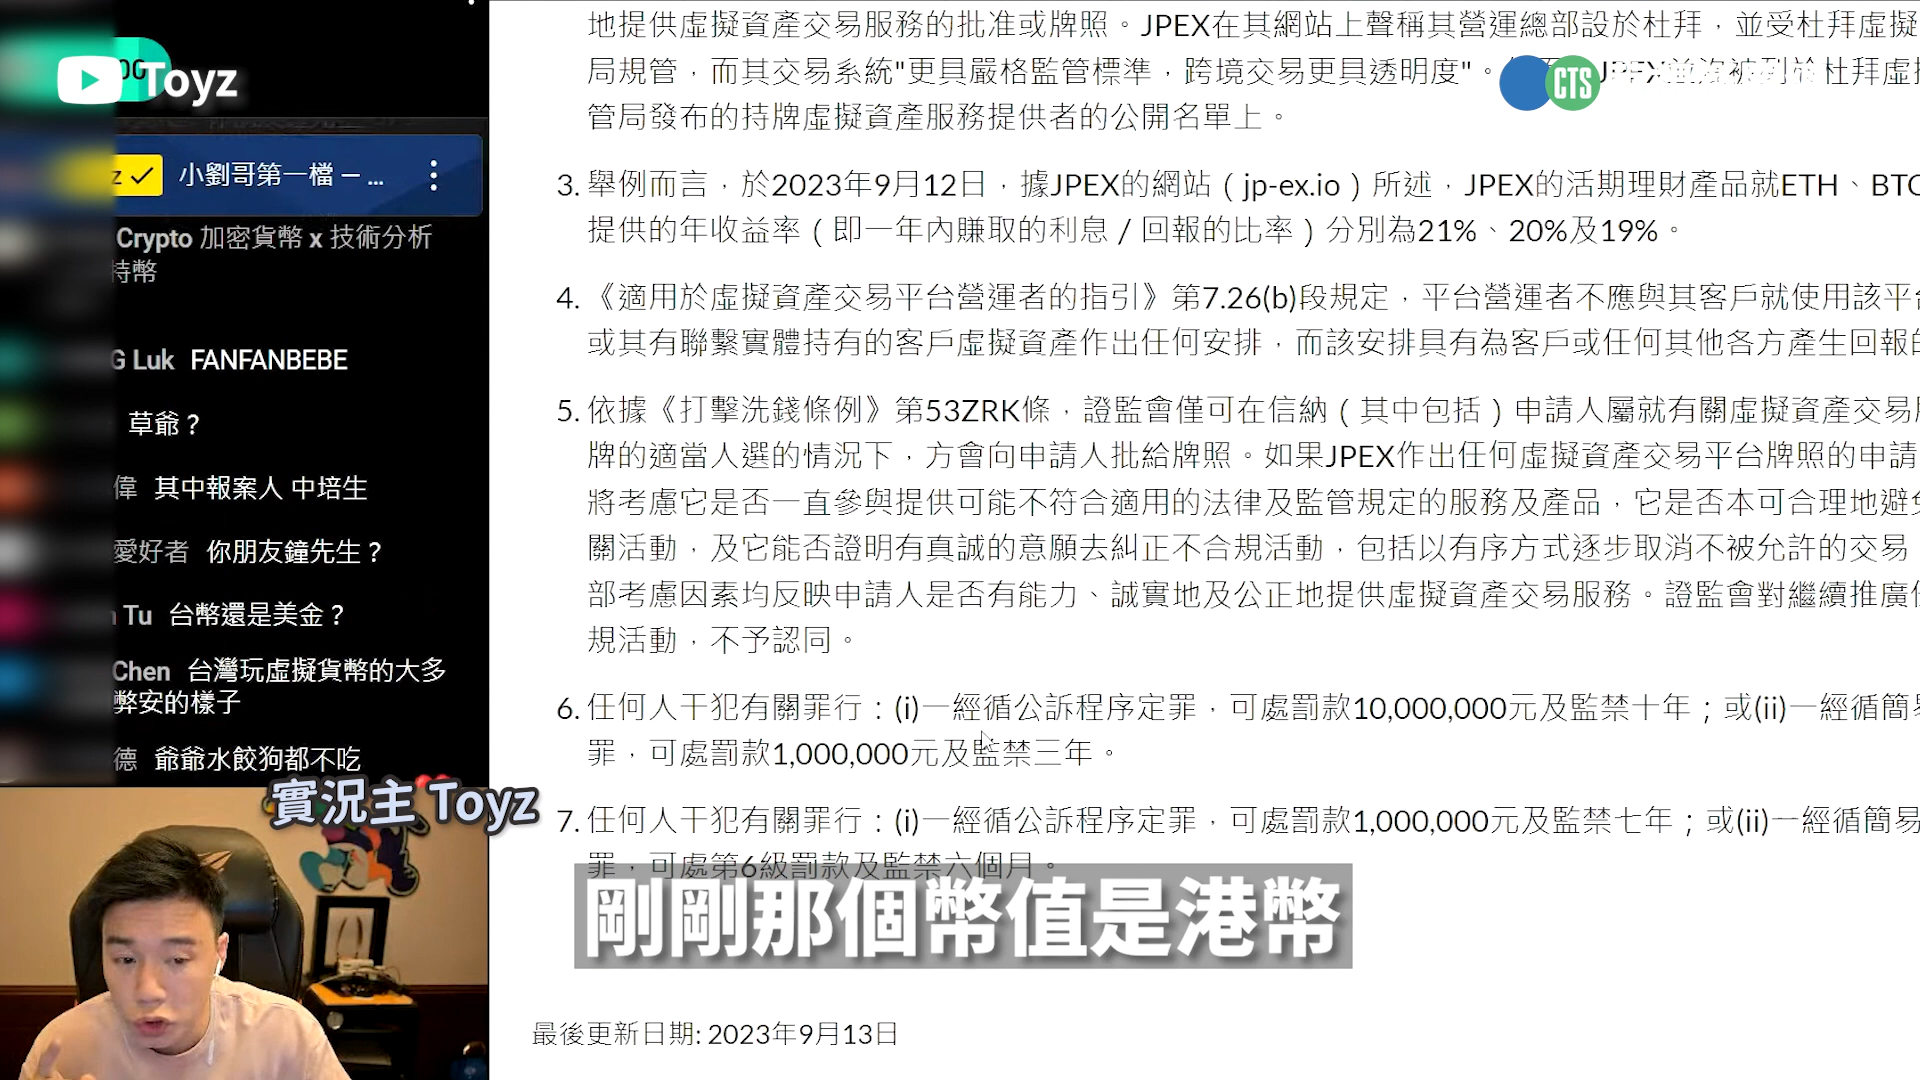 Toyz
小劉哥第一檔 – ...
Crypto 加密貨幣 x 技術分析
持幣
G Luk FANFANBEBE
草爺？
偉 其中報案人 中培生
愛好者 你朋友鐘先生？
Tu 台幣還是美金？
Chen 台灣玩虛擬貨幣的大多
弊安的樣子
德 爺爺水餃狗都不吃
實況主 Toyz
地提供虛擬資產交易服務的批准或牌照。JPEX在其網站上聲稱其營運總部設於杜拜，並受杜拜虛擬
局規管，而其交易系統"更具嚴格監管標準，跨境交易更具透明度"。
CTS
管局發布的持牌虛擬資產服務提供者的公開名單上。
3. 舉例而言，於2023年9月12日，據JPEX的網站（jp-ex.io）所述，JPEX的活期理財產品就ETH、BTC
提供的年收益率（即一年內賺取的利息／回報的比率）分別為21%、20%及19%。
4. 《適用於虛擬資產交易平台營運者的指引》第7.26(b)段規定，平台營運者不應與其客戶就使用該平台
或其有聯繫實體持有的客戶虛擬資產作出任何安排，而該安排具有為客戶或任何其他各方產生回報的
5. 依據《打擊洗錢條例》第53ZRK條，證監會僅可在信納（其中包括）申請人屬就有關虛擬資產交易服
牌的適當人選的情況下，方會向申請人批給牌照。如果JPEX作出任何虛擬資產交易平台牌照的申請
將考慮它是否一直參與提供可能不符合適用的法律及監管規定的服務及產品，它是否本可合理地避免
關活動，及它能否證明有真誠的意願去糾正不合規活動，包括以有序方式逐步取消不被允許的交易
部考慮因素均反映申請人是否有能力、誠實地及公正地提供虛擬資產交易服務。證監會對繼續推廣任
規活動，不予認同。
6. 任何人干犯有關罪行：(i)一經循公訴程序定罪，可處罰款10,000,000元及監禁十年；或(ii)一經循簡易
罪，可處罰款1,000,000元及監禁三年。
7. 任何人干犯有關罪行：(i)一經循公訴程序定罪，可處罰款1,000,000元及監禁七年；或(ii)一經循簡易
罪，可處第6級罰款及監禁六個月。
剛剛那個幣值是港幣
最後更新日期: 2023年9月13日